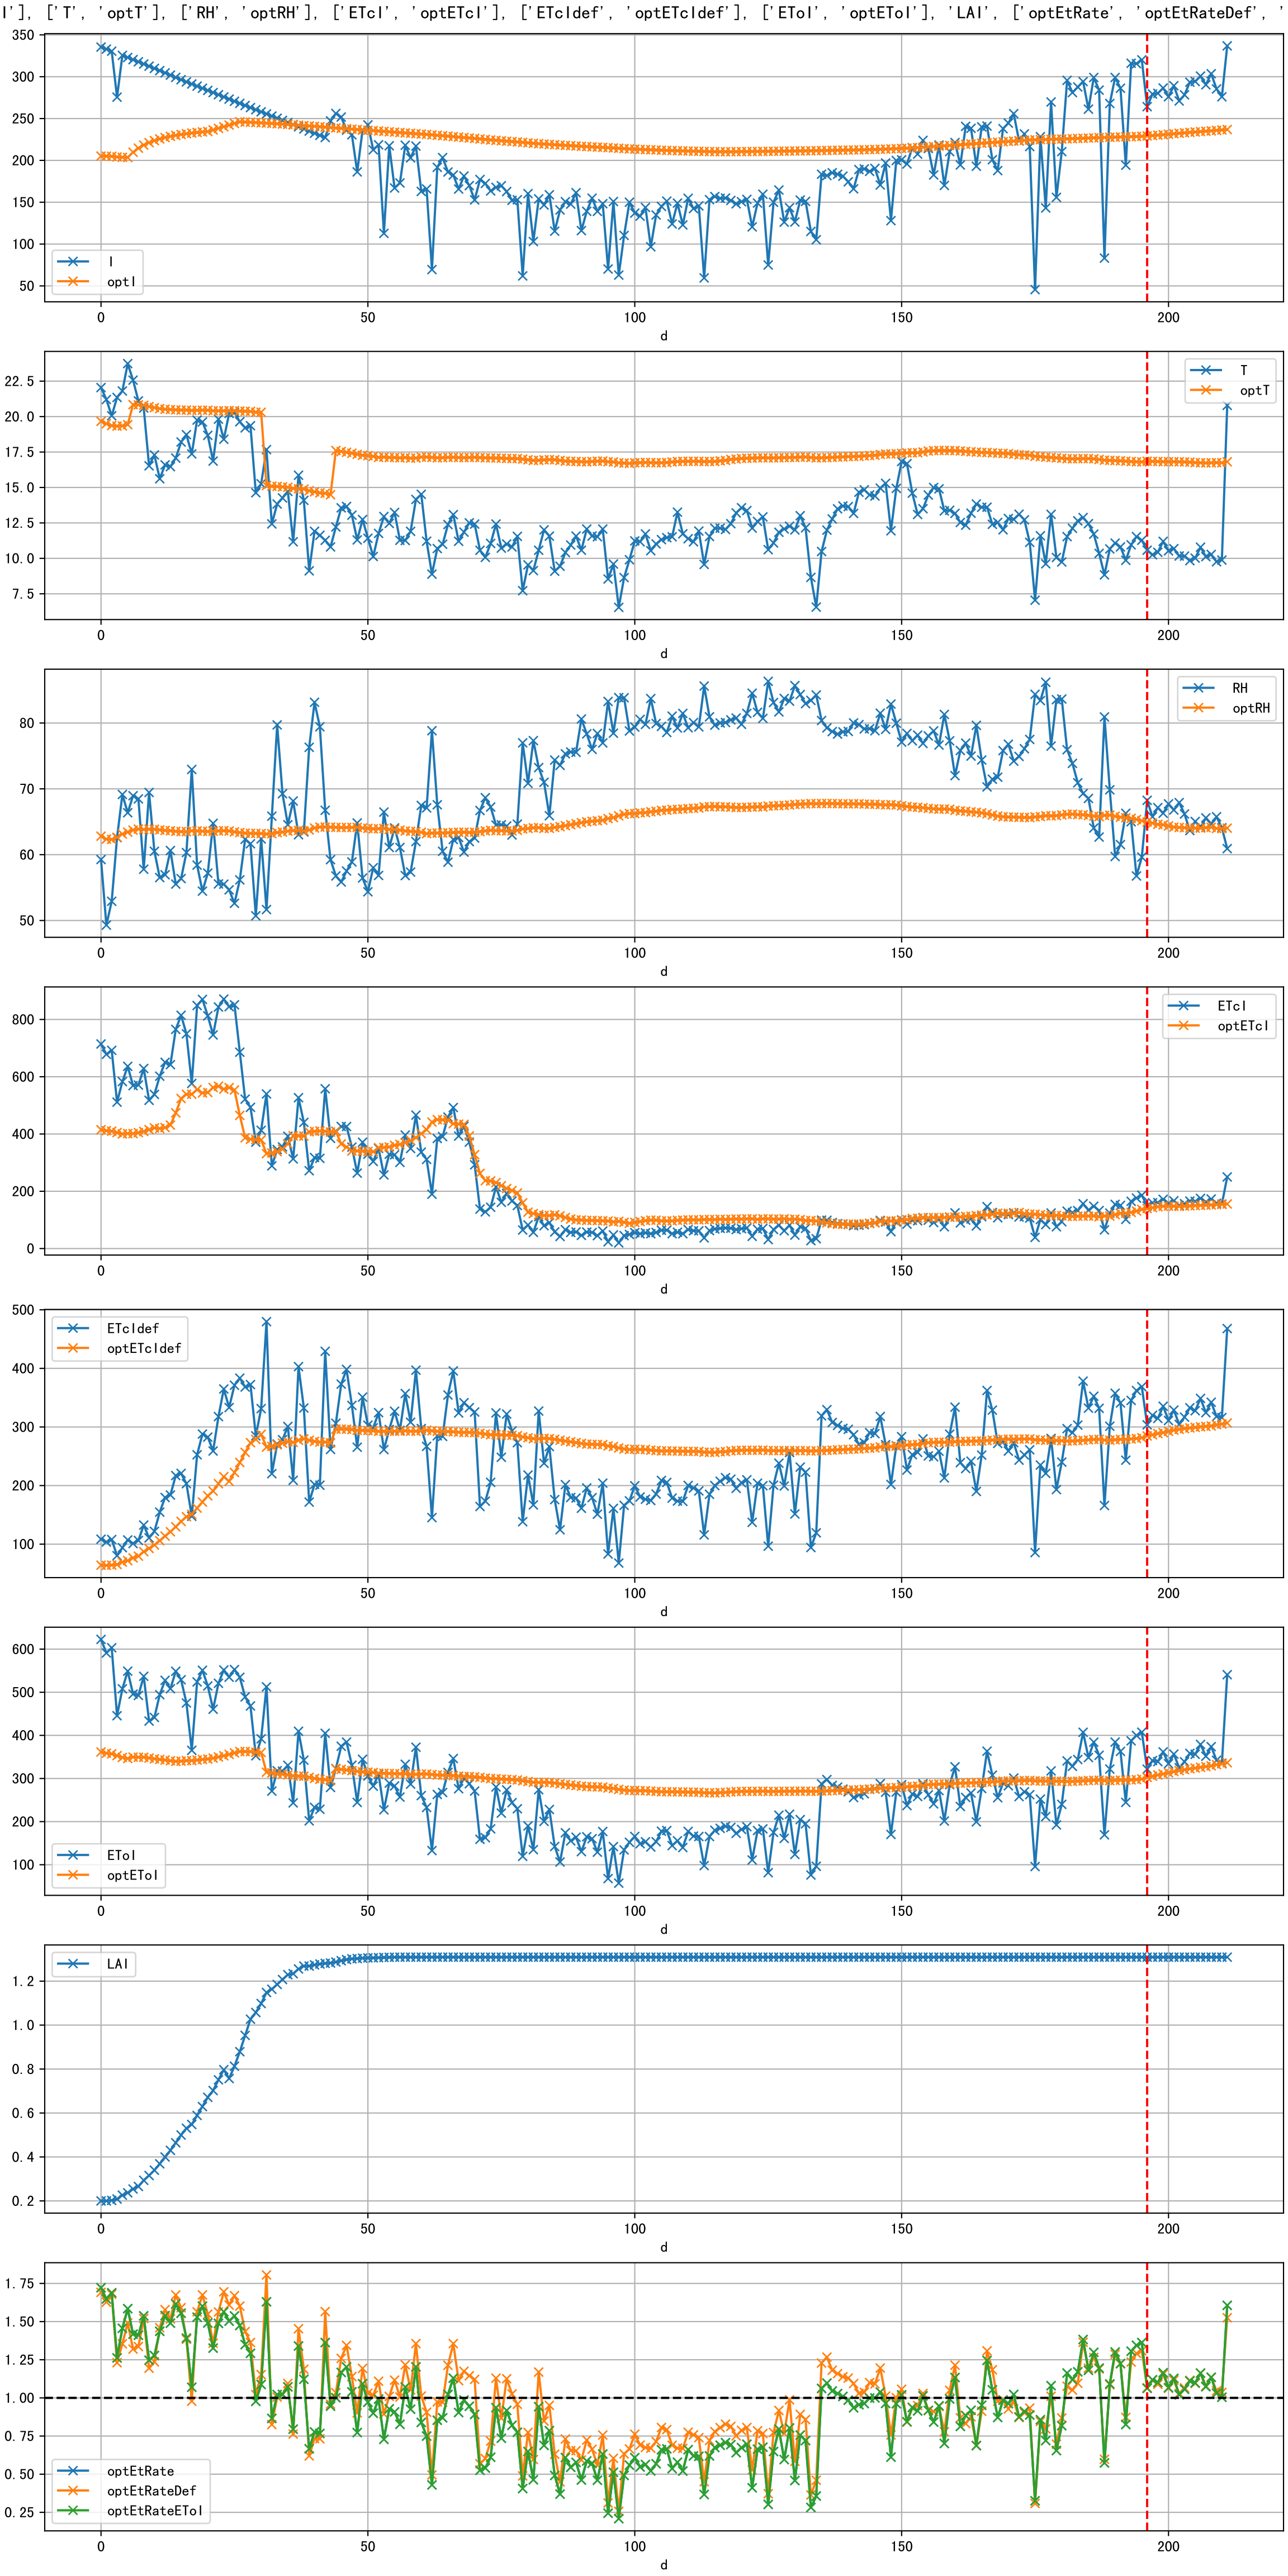 I'], ['T', 'optT'], ['RH', 'optRH'], ['ETcI', 'optETcI'], ['ETcIdef', 'optETcIdef'], ['EToI', 'optEToI'], 'LAI', ['optEtRate', 'optEtRateDef', '
350
300
250
200
150
100
50
I
optI
0 50 100 150 200
d
22.5
20.0
17.5
15.0
12.5
10.0
7.5
T
optT
0 50 100 150 200
d
80
70
60
50
RH
optRH
0 50 100 150 200
d
800
600
400
200
0
ETcI
optETcI
0 50 100 150 200
d
500
400
300
200
100
ETcIdef
optETcIdef
0 50 100 150 200
d
600
500
400
300
200
100
EToI
optEToI
0 50 100 150 200
d
1.2
1.0
0.8
0.6
0.4
0.2
LAI
0 50 100 150 200
d
1.75
1.50
1.25
1.00
0.75
0.50
0.25
optEtRate
optEtRateDef
optEtRateEToI
0 50 100 150 200
d